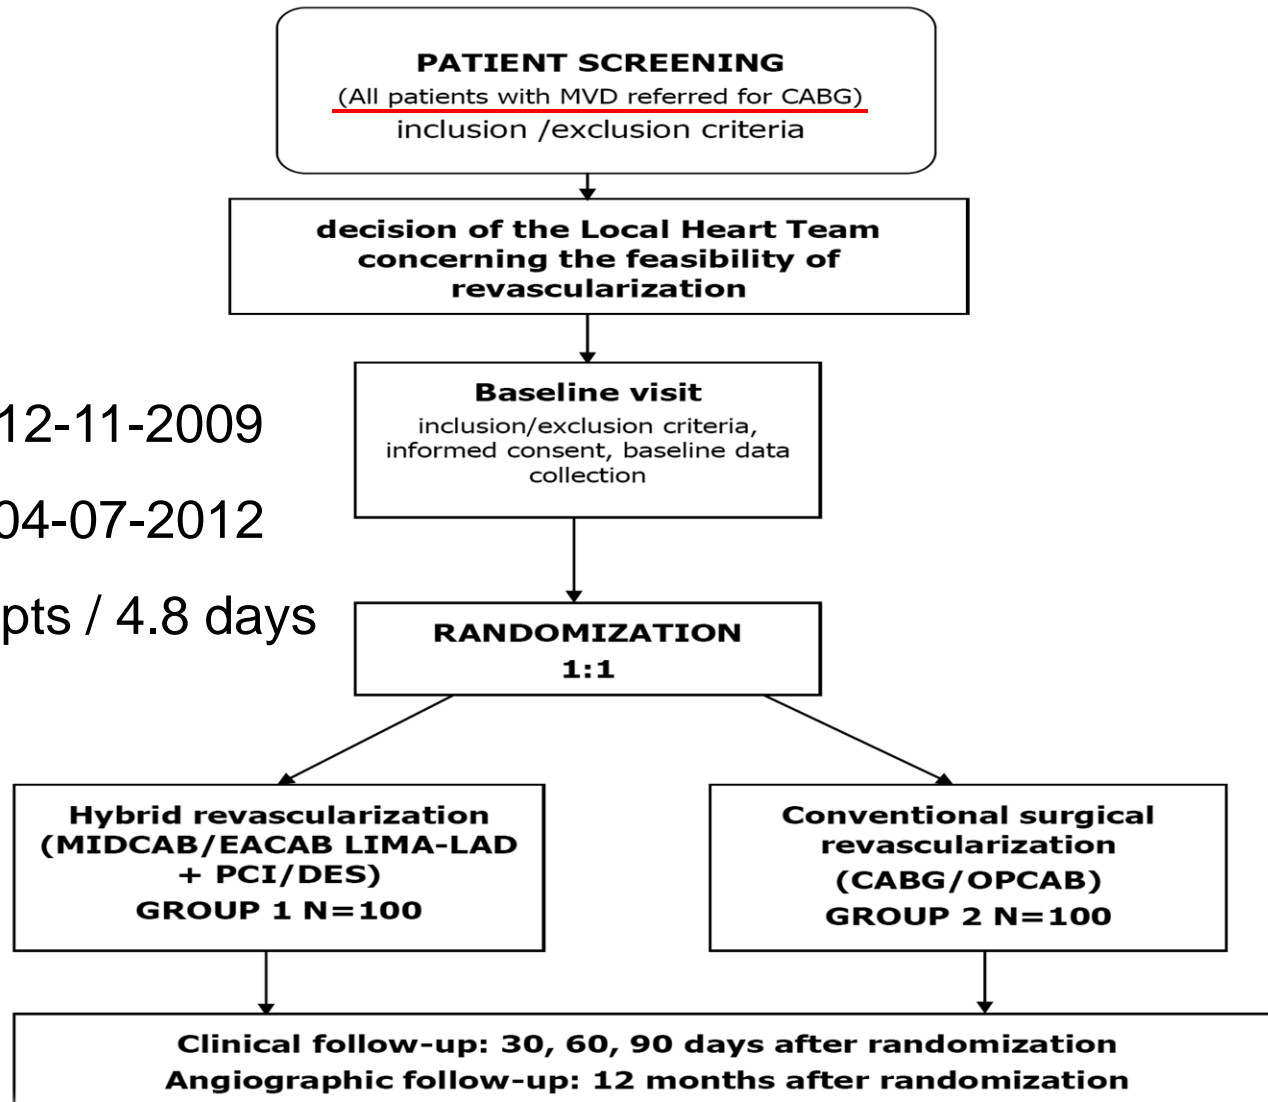 PATIENT SCREENING
(All patients with MVD referred for CABG)
inclusion /exclusion criteria
decision of the Local Heart Team
concerning the feasibility of
revascularization
Baseline visit
inclusion/exclusion criteria,
informed consent, baseline data
collection
12-11-2009
04-07-2012
pts / 4.8 days
RANDOMIZATION
1:1
Hybrid revascularization
(MIDCAB/EACAB LIMA-LAD
+ PCI/DES)
GROUP 1 N=100
Conventional surgical
revascularization
(CABG/OPCAB)
GROUP 2 N=100
Clinical follow-up: 30, 60, 90 days after randomization
Angiographic follow-up: 12 months after randomization